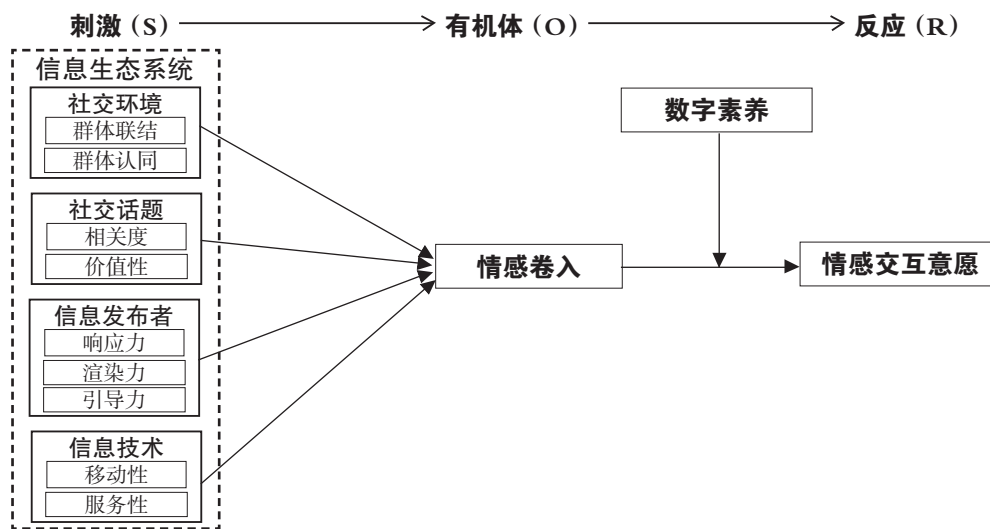 刺激(S) 有机体(O) 反应(R)
信息生态系统
社交环境
群体联结
群体认同
社交话题
相关度
价值性
信息发布者
响应力
渲染力
引导力
信息技术
移动性
服务性
数字素养
情感卷入
情感交互意愿